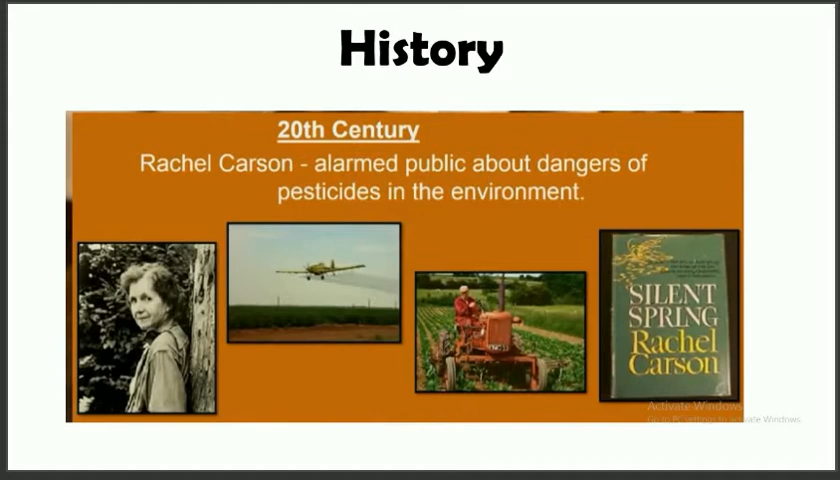 History
20th Century
Rachel Carson - alarmed public about dangers of
pesticides in the environment.
SILENT
SPRING
Rachel
Carson
Activate Windows
Go to PC settings to activate Windows.